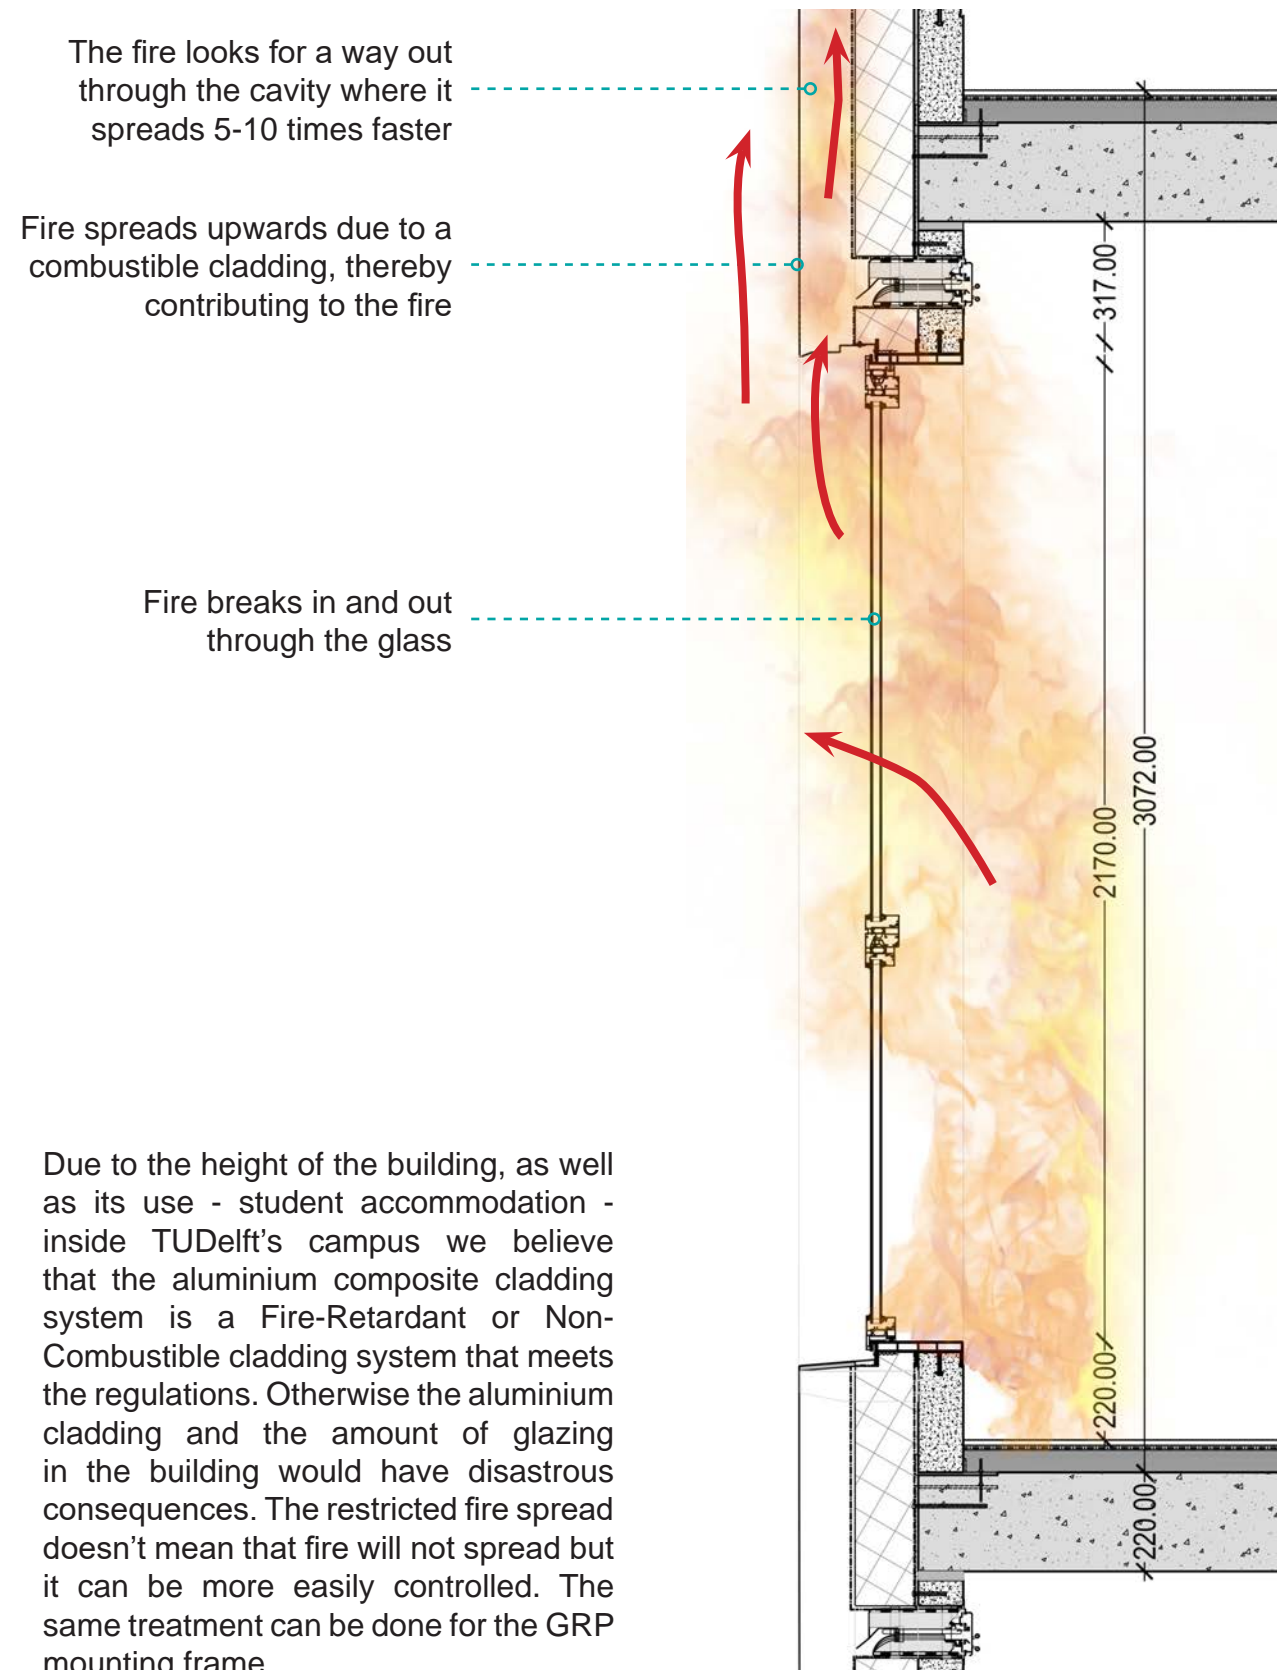 The fire looks for a way out
through the cavity where it
spreads 5-10 times faster
Fire spreads upwards due to a
combustible cladding, thereby
contributing to the fire
Fire breaks in and out
through the glass
317.00
3072.00
2170.00
220.00
220.00
Due to the height of the building, as well
as its use - student accommodation -
inside TUDelft’s campus we believe
that the aluminium composite cladding
system is a Fire-Retardant or Non-
Combustible cladding system that meets
the regulations. Otherwise the aluminium
cladding and the amount of glazing
in the building would have disastrous
consequences. The restricted fire spread
doesn’t mean that fire will not spread but
it can be more easily controlled. The
same treatment can be done for the GRP
mounting frame